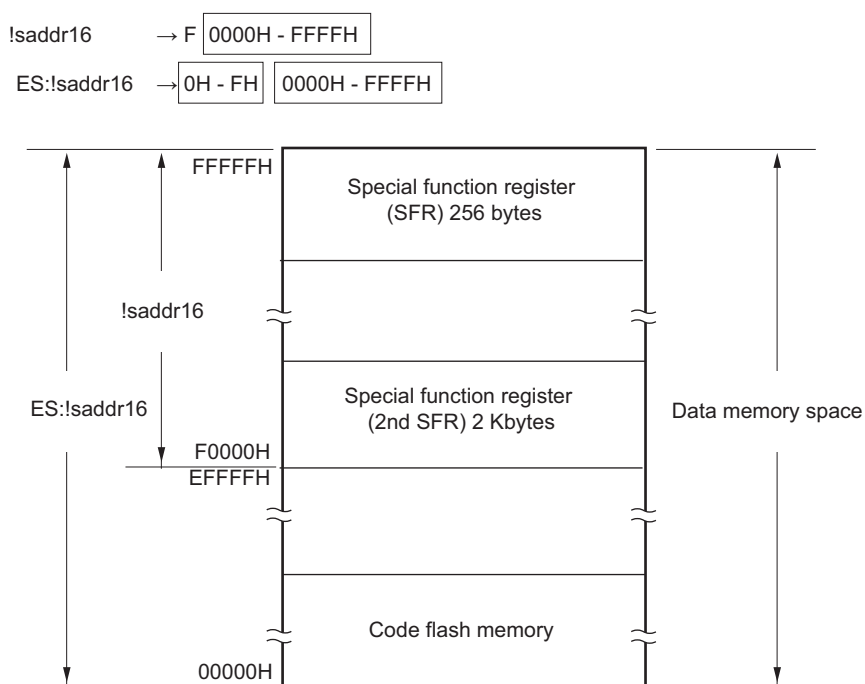 !saddr16 → F 0000H - FFFFH
ES:!saddr16 → 0H - FH 0000H - FFFFH
FFFFFH
Special function register
(SFR) 256 bytes
!saddr16
Special function register
(2nd SFR) 2 Kbytes
ES:!saddr16
Data memory space
F0000H
EFFFFH
Code flash memory
00000H